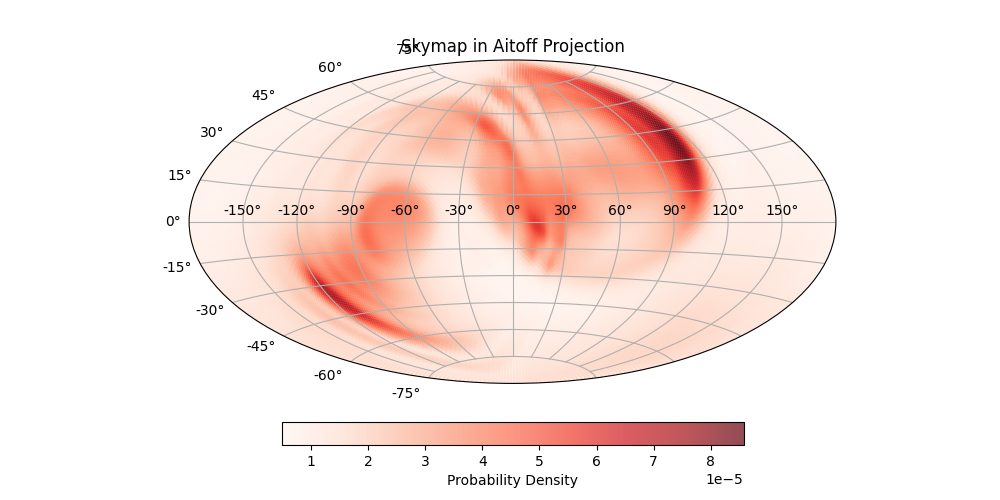 75°
Skymap in Aitoff Projection
60°
45°
30°
15°
-150° -120° -90° -60° -30° 0° 30° 60° 90° 120° 150°
0°
-15°
-30°
-45°
-60°
-75°
1 2 3 4 5 6 7 8
1e−5
Probability Density